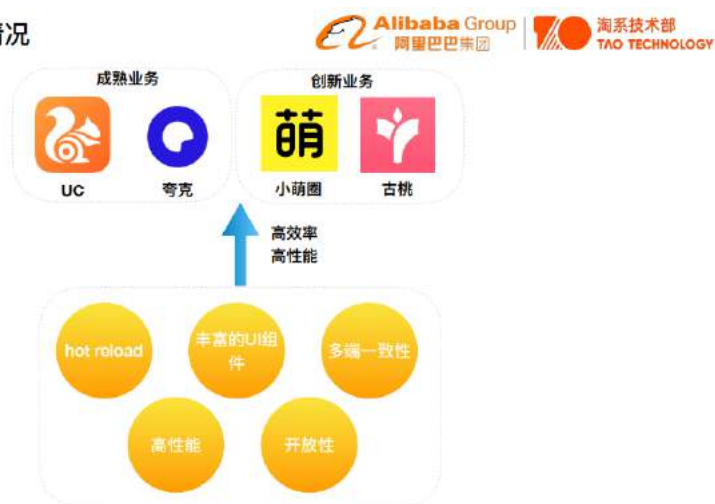 情况
Alibaba Group
阿里巴巴集团
淘系技术部
TAO TECHNOLOGY
成熟业务
创新业务
萌
UC
夸克
小萌圈
古桃
高效率
高性能
hot reload
丰富的UI组
件
多端一致性
高性能
开放性